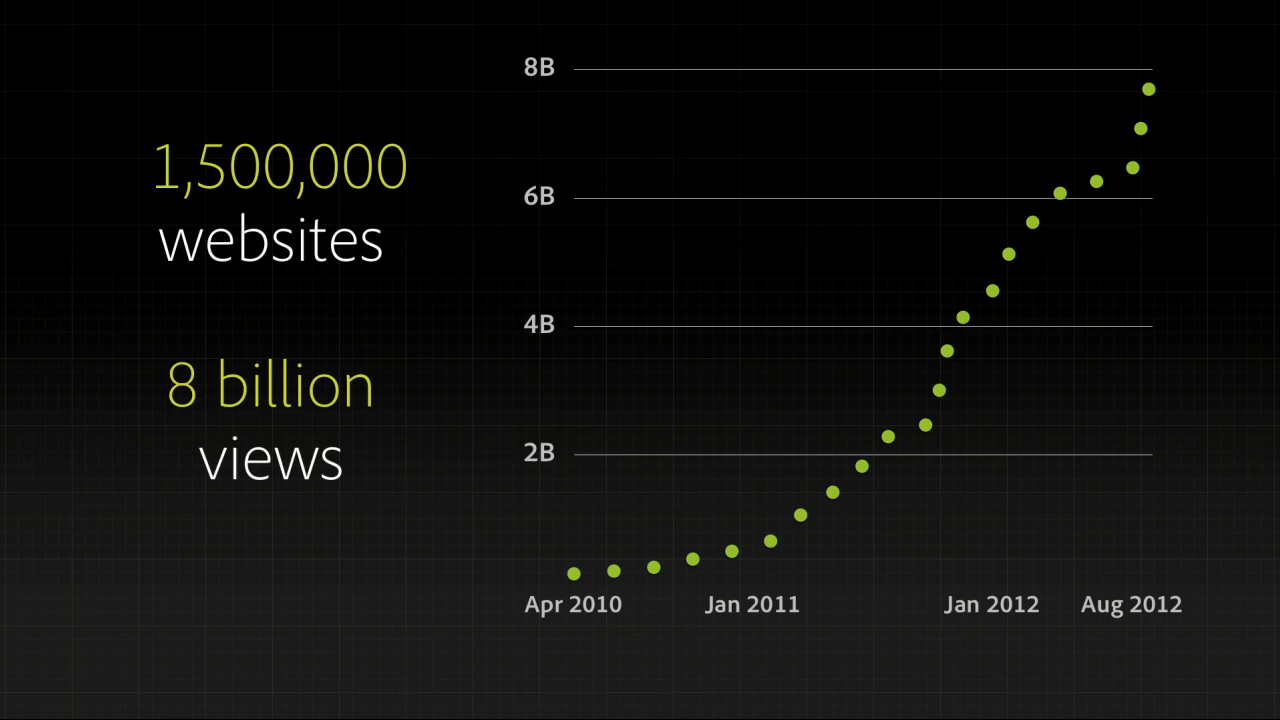 1,500,000
websites
8 billion
views
8B
6B
4B
2B
Apr 2010 Jan 2011 Jan 2012 Aug 2012